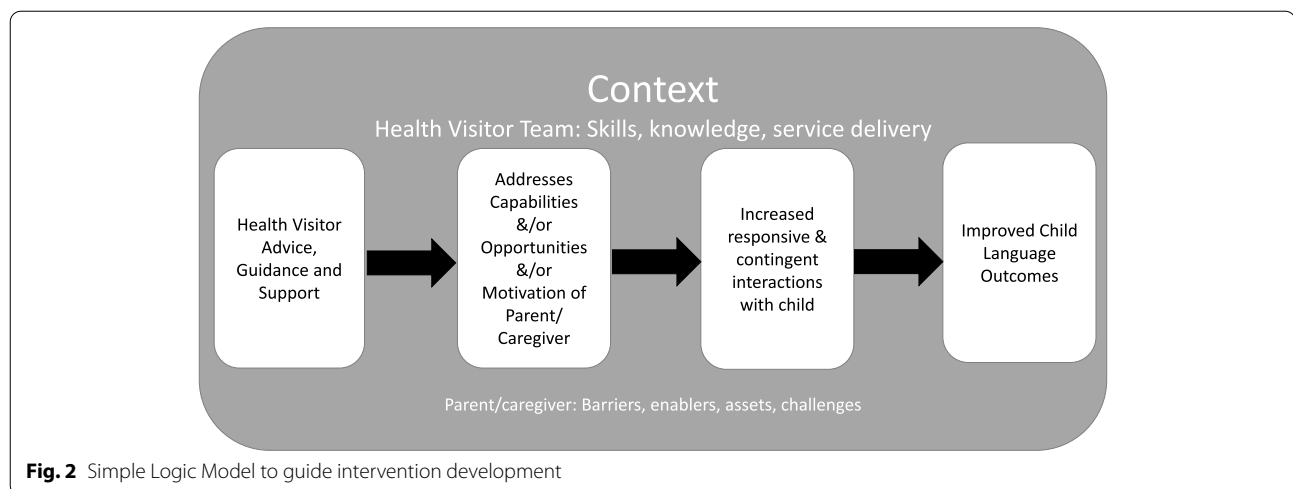 Context
Health Visitor Team: Skills, knowledge, service delivery
Health Visitor
Advice,
Guidance and
Support
Addresses
Capabilities
&/or
Opportunities
&/or
Motivation of
Parent/
Caregiver
Increased
responsive &
contingent
interactions
with child
Improved Child
Language
Outcomes
Parent/caregiver: Barriers, enablers, assets, challenges
Fig. 2 Simple Logic Model to guide intervention development